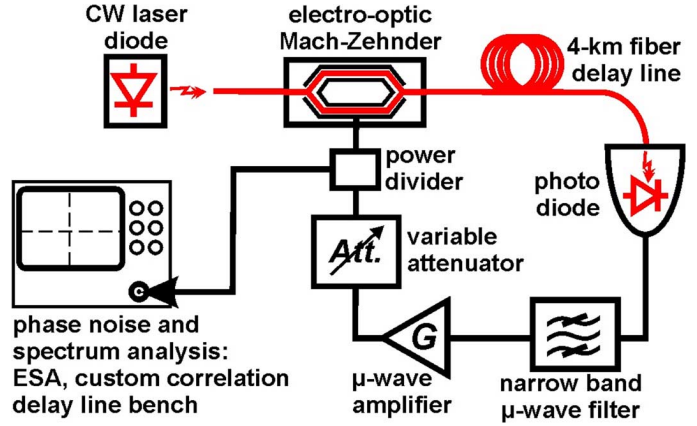 CW laser
diode
electro-optic
Mach-Zehnder
4-km fiber
delay line
power
divider
photo
diode
Att.
variable
attenuator
G
phase noise and
spectrum analysis:
ESA, custom correlation
delay line bench
μ-wave
amplifier
narrow band
μ-wave filter